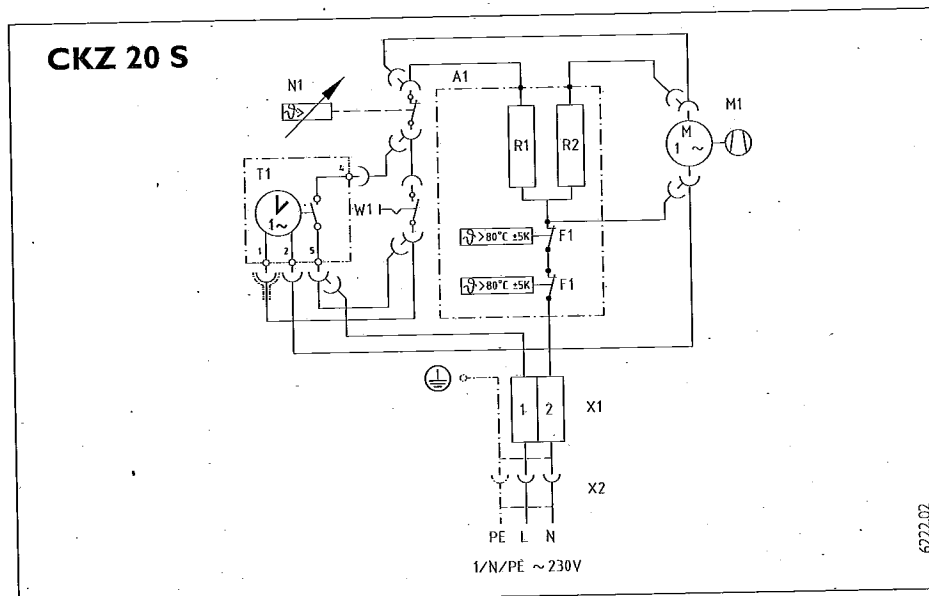 CKZ 20 S
N1
ϑ>
A1
R1
R2
M1
M
1 ~
T1
4
1~
1
2
5
W1
ϑ>80°C ±5K
F1
ϑ>80°C ±5K
F1
1
2
X1
X2
PE L N
1/N/PE ~ 230V
6222.02